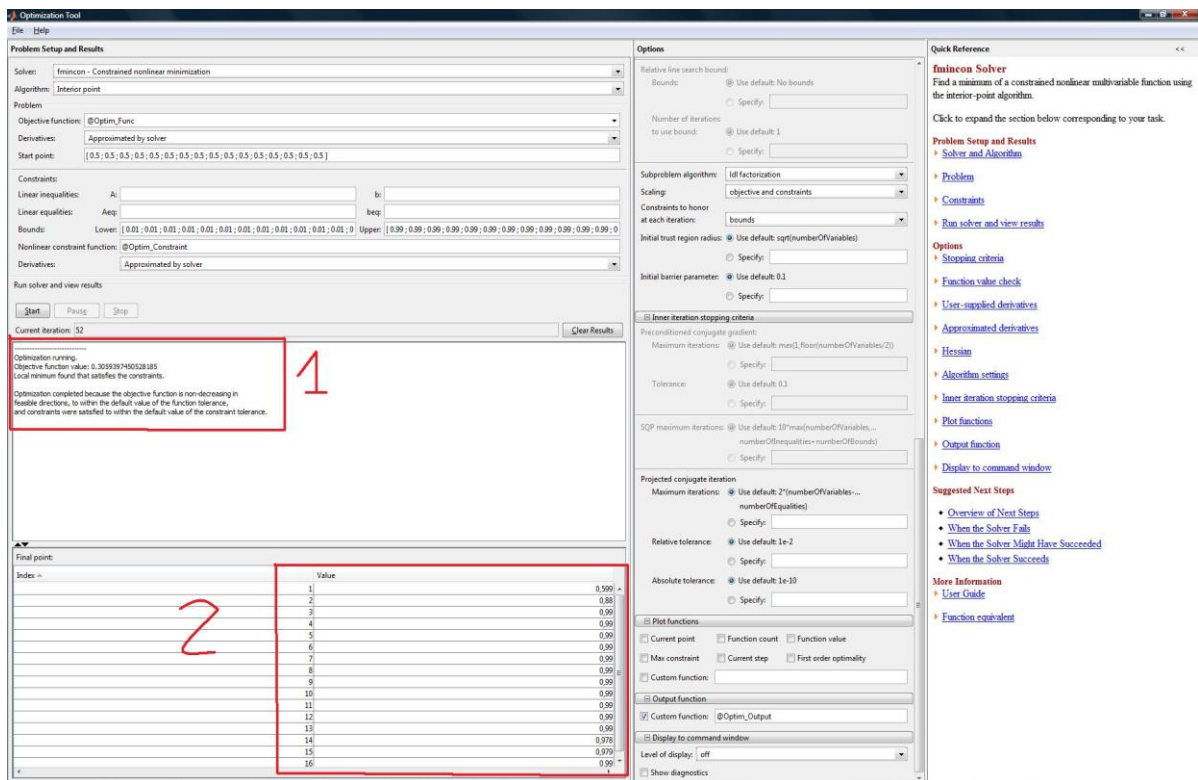 Optimization Tool
File Help
Problem Setup and Results
Solver: fmincon - Constrained nonlinear minimization
Algorithm: Interior point
Problem
Objective function: @Optim_Func
Derivatives: Approximated by solver
Start point: [ 0.5 ; 0.5 ; 0.5 ; 0.5 ; 0.5 ; 0.5 ; 0.5 ; 0.5 ; 0.5 ; 0.5 ; 0.5 ; 0.5 ; 0.5 ; 0.5 ; 0.5 ; 0.5 ]
Constraints:
Linear inequalities: A: b:
Linear equalities: Aeq: beq:
Bounds: Lower: [ 0.01 ; 0.01 ; 0.01 ; 0.01 ; 0.01 ; 0.01 ; 0.01 ; 0.01 ; 0.01 ; 0.01 ; 0.01 ; 0 Upper: [ 0.99 ; 0.99 ; 0.99 ; 0.99 ; 0.99 ; 0.99 ; 0.99 ; 0.99 ; 0.99 ; 0.99 ; 0.99 ; 0
Nonlinear constraint function: @Optim_Constraint
Derivatives: Approximated by solver
Run solver and view results
Start Pause Stop
Current iteration: 52 Clear Results
Optimization running.
Objective function value: 0.3059397450528185
Local minimum found that satisfies the constraints.
Optimization completed because the objective function is non-decreasing in
feasible directions, to within the default value of the function tolerance,
and constraints were satisfied to within the default value of the constraint tolerance.
1
Final point:
Index Value
1 0,599
2 0,88
3 0,99
4 0,99
5 0,99
6 0,99
7 0,99
8 0,99
9 0,99
10 0,99
11 0,99
12 0,99
13 0,99
14 0,978
15 0,979
16 0,99
2
Options
Relative line search bound:
Bounds: Use default: No bounds
Specify:
Number of iterations
to use bound: Use default: 1
Specify:
Subproblem algorithm: ldl factorization
Scaling: objective and constraints
Constraints to honor
at each iteration: bounds
Initial trust region radius: Use default: sqrt(numberOfVariables)
Specify:
Initial barrier parameter: Use default: 0.1
Specify:
Inner iteration stopping criteria
Preconditioned conjugate gradient:
Maximum iterations: Use default: max(1,floor(numberOfVariables/2))
Specify:
Tolerance: Use default: 0.1
Specify:
SQP maximum iterations: Use default: 10*max(numberOfVariables,...
numberOfInequalities+numberOfBounds)
Specify:
Projected conjugate iteration
Maximum iterations: Use default: 2*(numberOfVariables-...
numberOfEqualities)
Specify:
Relative tolerance: Use default: 1e-2
Specify:
Absolute tolerance: Use default: 1e-10
Specify:
Plot functions
Current point Function count Function value
Max constraint Current step First order optimality
Custom function:
Output function
Custom function: @Optim_Output
Display to command window
Level of display: off
Show diagnostics
Quick Reference <<
fmincon Solver
Find a minimum of a constrained nonlinear multivariable function using
the interior-point algorithm.
Click to expand the section below corresponding to your task.
Problem Setup and Results
Solver and Algorithm
Problem
Constraints
Run solver and view results
Options
Stopping criteria
Function value check
User-supplied derivatives
Approximated derivatives
Hessian
Algorithm settings
Inner iteration stopping criteria
Plot functions
Output function
Display to command window
Suggested Next Steps
Overview of Next Steps
When the Solver Fails
When the Solver Might Have Succeeded
When the Solver Succeeds
More Information
User Guide
Function equivalent